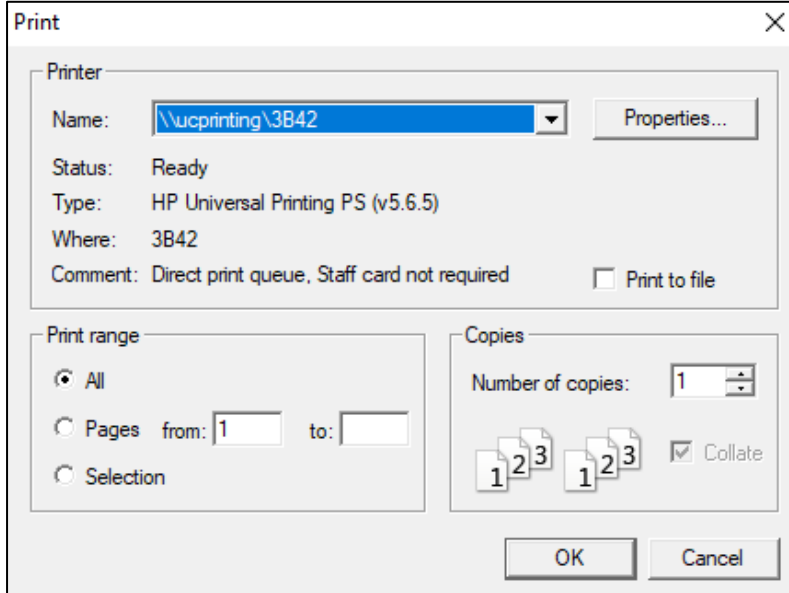 Print
Printer
Name: \\ucprinting\3B42 Properties...
Status: Ready
Type: HP Universal Printing PS (v5.6.5)
Where: 3B42
Comment: Direct print queue, Staff card not required Print to file
Print range
All
Pages from: 1 to:
Selection
Copies
Number of copies: 1
1 2 3 1 2 3 Collate
OK Cancel